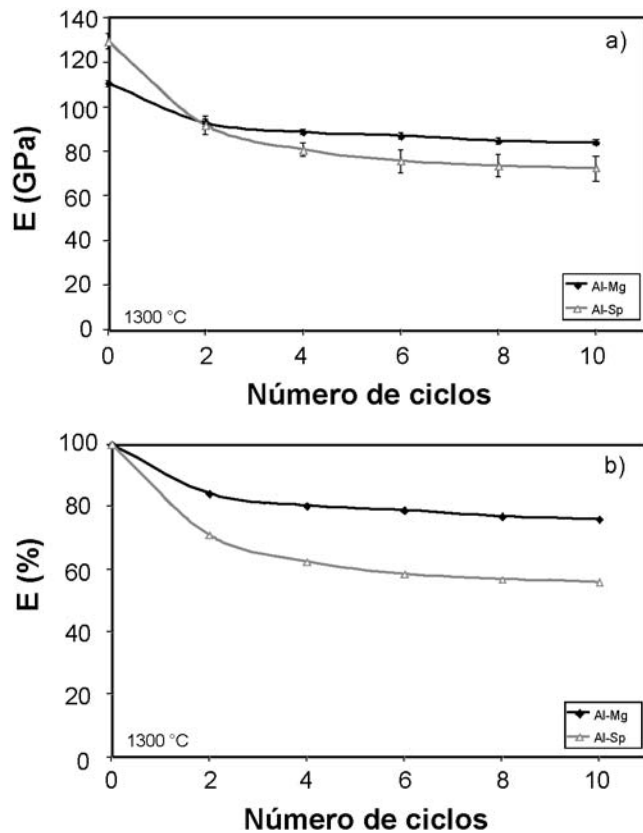 140
120
100
80
60
40
20
0
E (GPa)
a)
Al-Mg
Al-Sp
1300 °C
0 2 4 6 8 10
Número de ciclos
100
80
60
40
20
0
E (%)
b)
Al-Mg
Al-Sp
1300 °C
0 2 4 6 8 10
Número de ciclos